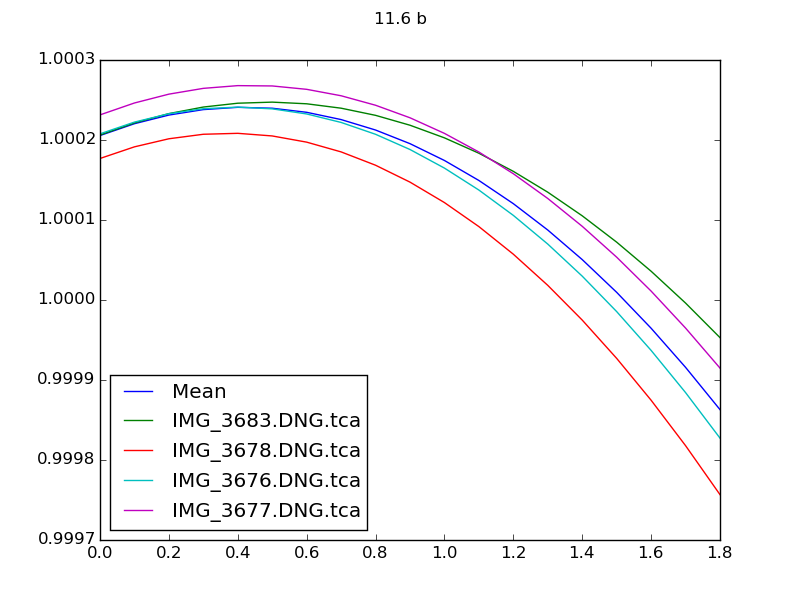 11.6 b
1.0003
1.0002
1.0001
1.0000
0.9999
0.9998
0.9997
Mean
IMG_3683.DNG.tca
IMG_3678.DNG.tca
IMG_3676.DNG.tca
IMG_3677.DNG.tca
0.0 0.2 0.4 0.6 0.8 1.0 1.2 1.4 1.6 1.8